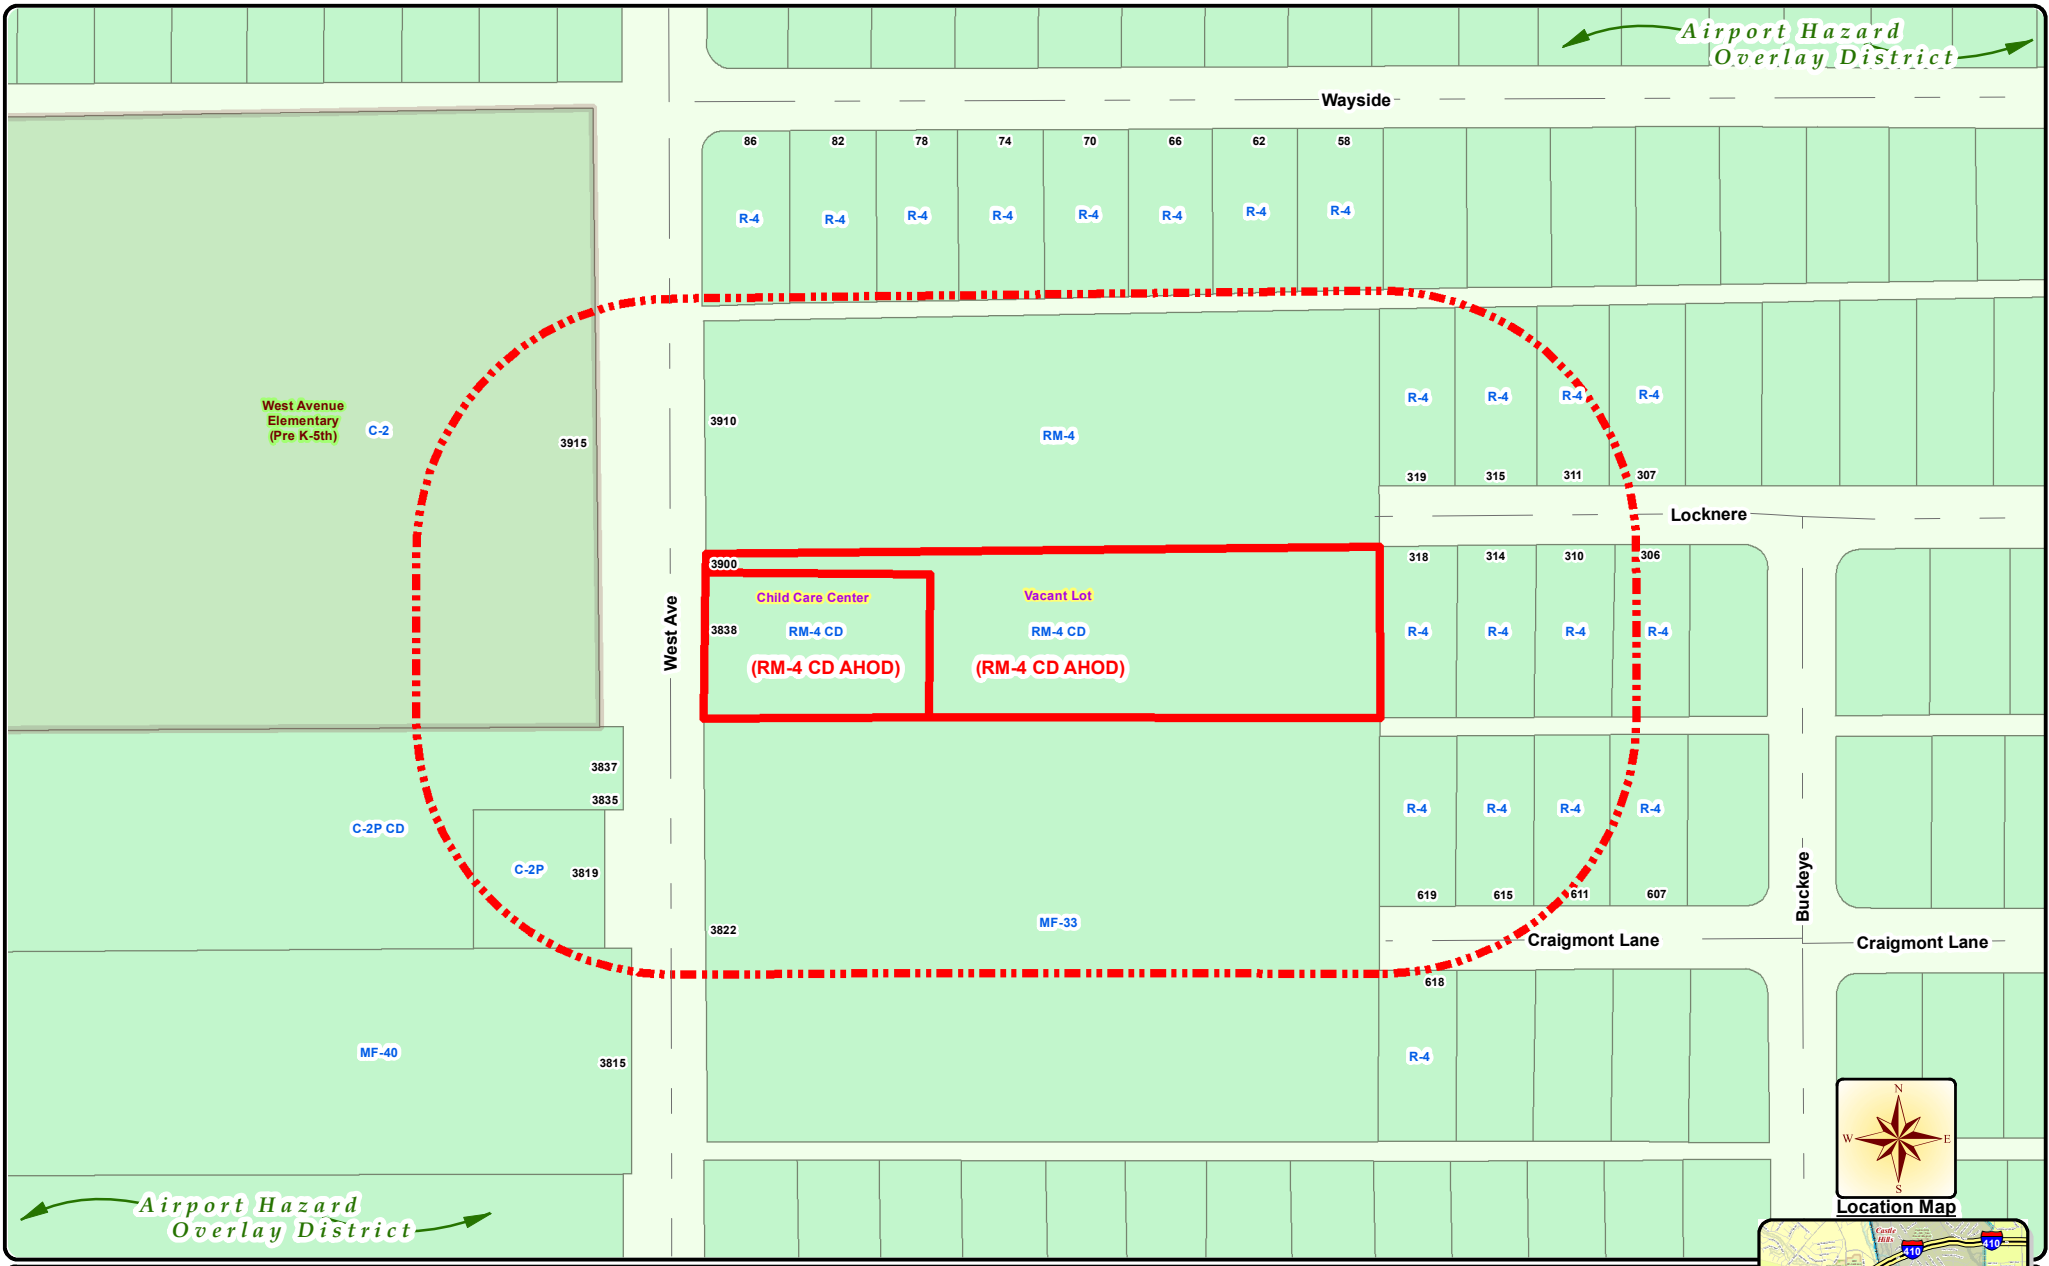 Airport Hazard
Overlay District
Wayside
86 82 78 74 70 66 62 58
R-4 R-4 R-4 R-4 R-4 R-4 R-4 R-4
West Avenue
Elementary
(Pre K-5th)
C-2
3915
3910
RM-4
R-4 R-4 R-4 R-4
319 315 311 307
Locknere
3900
318 314 310 306
Child Care Center
Vacant Lot
3838
RM-4 CD
RM-4 CD
R-4 R-4 R-4 R-4
(RM-4 CD AHOD)
(RM-4 CD AHOD)
West Ave
3837
3835
C-2P CD
C-2P
3819
R-4 R-4 R-4 R-4
619 615 611 607
3822
MF-33
Buckeye
Craigmont Lane
Craigmont Lane
618
MF-40
3815
R-4
N
W E
S
Airport Hazard
Overlay District
Location Map
Castle
Hills
410
410